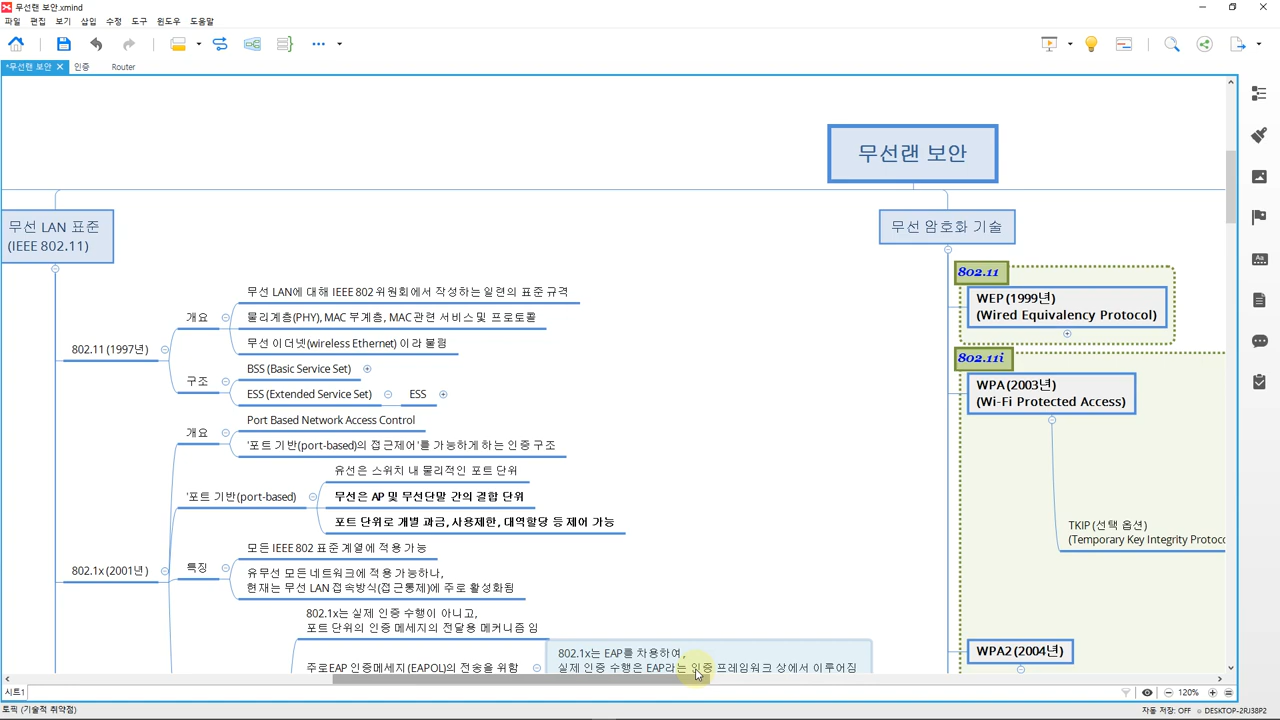 무선랜 보안.xmind
파일 편집 보기 삽입 수정 도구 윈도우 도움말
*무선랜 보안 인증 Router
무선랜 보안
무선 LAN 표준
(IEEE 802.11)
무선 암호화 기술
802.11
WEP (1999년)
(Wired Equivalency Protocol)
802.11i
WPA (2003년)
(Wi-Fi Protected Access)
TKIP (선택 옵션)
(Temporary Key Integrity Protoco
WPA2 (2004년)
802.11 (1997년)
개요
무선 LAN에 대해 IEEE 802 위원회에서 작성하는 일련의 표준 규격
물리계층(PHY), MAC 부계층, MAC 관련 서비스 및 프로토콜
무선 이더넷(wireless Ethernet) 이라 불림
구조
BSS (Basic Service Set)
ESS (Extended Service Set)
ESS
802.1x (2001년)
개요
Port Based Network Access Control
'포트 기반(port-based)의 접근제어'를 가능하게 하는 인증 구조
'포트 기반(port-based)
유선은 스위치 내 물리적인 포트 단위
무선은 AP 및 무선단말 간의 결합 단위
포트 단위로 개별 과금, 사용제한, 대역할당 등 제어 가능
특징
모든 IEEE 802 표준 계열에 적용 가능
유무선 모든 네트워크에 적용 가능하나,
현재는 무선 LAN 접속방식(접근통제)에 주로 활성화됨
802.1x는 실제 인증 수행이 아니고,
포트 단위의 인증 메세지의 전달용 메커니즘 임
주로EAP 인증메세지(EAPOL)의 전송을 위함
802.1x는 EAP를 차용하여,
실제 인증 수행은 EAP라는 인증 프레임워크 상에서 이루어짐
시트1
120%
토픽 (기술적 취약점)
자동 저장: OFF DESKTOP-2RJ38P2